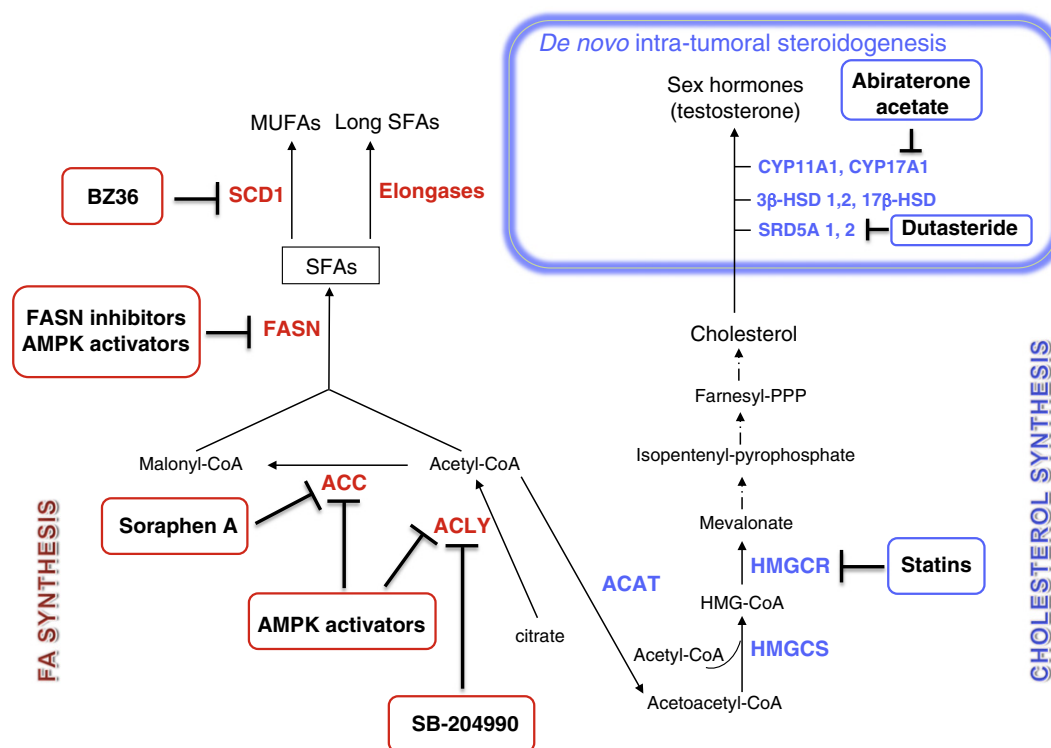 De novo intra-tumoral steroidogenesis
Sex hormones
(testosterone)
Abiraterone
acetate
CYP11A1, CYP17A1
3β-HSD 1,2, 17β-HSD
SRD5A 1, 2
Dutasteride
MUFAs
Long SFAs
BZ36
SCD1
Elongases
SFAs
FASN inhibitors
AMPK activators
FASN
Malonyl-CoA
Acetyl-CoA
ACC
Soraphen A
ACLY
AMPK activators
citrate
SB-204990
FA SYNTHESIS
Cholesterol
Farnesyl-PPP
Isopentenyl-pyrophosphate
Mevalonate
HMGCR
Statins
ACAT
HMG-CoA
Acetyl-CoA
HMGCS
Acetoacetyl-CoA
CHOLESTEROL SYNTHESIS